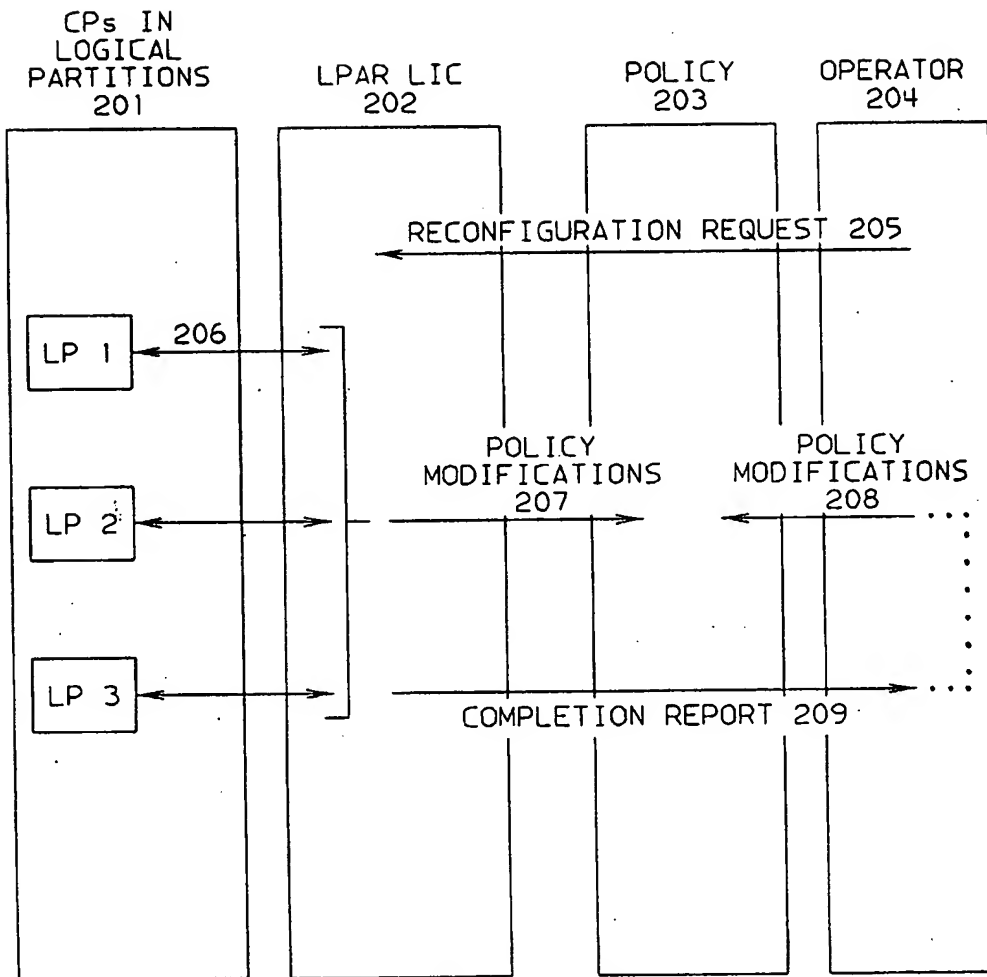 CPs IN
LOGICAL
PARTITIONS
201
LPAR LIC
202
POLICY
203
OPERATOR
204
RECONFIGURATION REQUEST 205
LP 1
206
POLICY
MODIFICATIONS
207
POLICY
MODIFICATIONS
208
LP 2
LP 3
COMPLETION REPORT 209